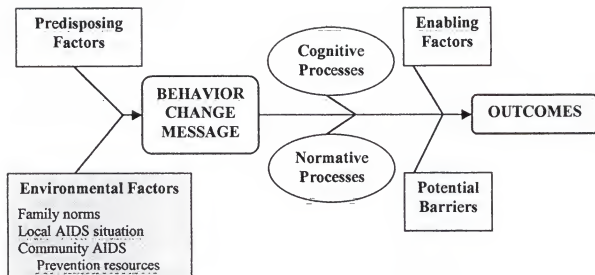 Predisposing
Factors
Enabling
Factors
Cognitive
Processes
BEHAVIOR
CHANGE
MESSAGE
OUTCOMES
Normative
Processes
Environmental Factors
Family norms
Local AIDS situation
Community AIDS
Prevention resources
Potential
Barriers